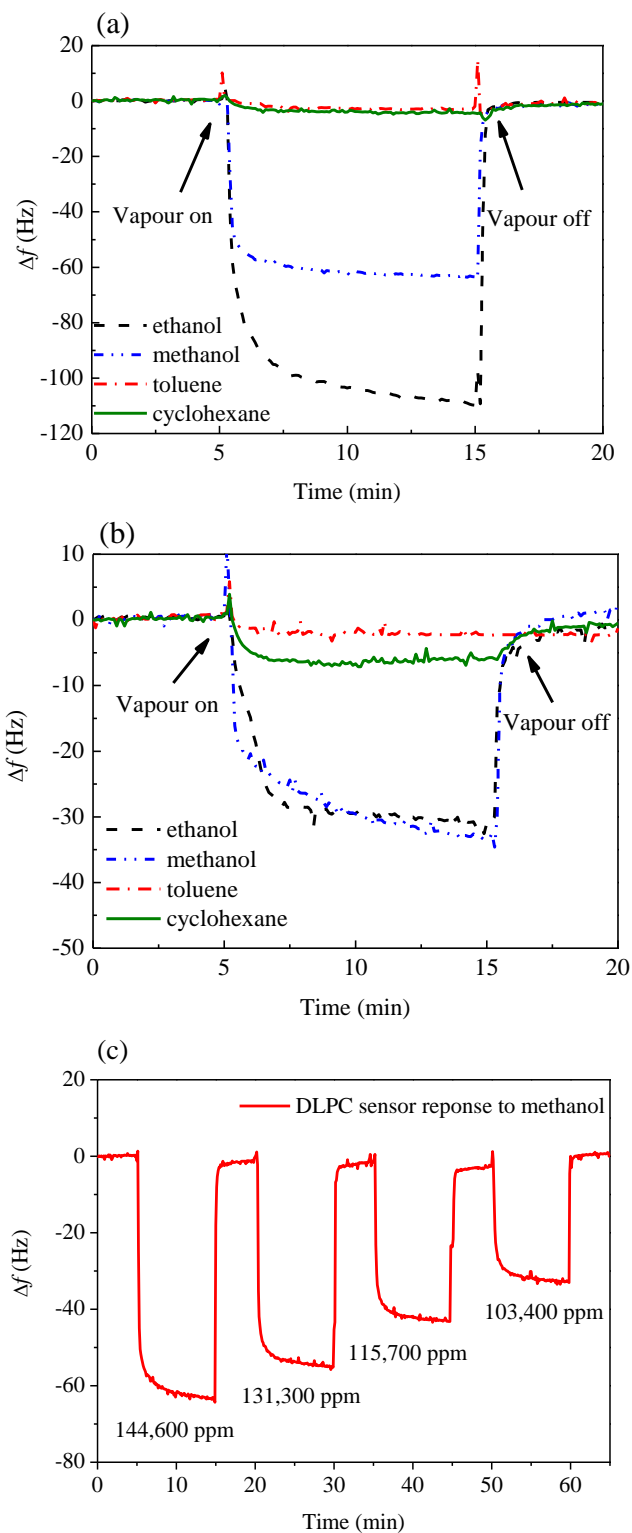 (a)
20
0
-20
-40
-60
-80
-100
-120
Δf (Hz)
Vapour on
Vapour off
ethanol
methanol
toluene
cyclohexane
0 5 10 15 20
Time (min)
(b)
10
0
-10
-20
-30
-40
-50
Δf (Hz)
Vapour on
Vapour off
ethanol
methanol
toluene
cyclohexane
0 5 10 15 20
Time (min)
(c)
20
0
-20
-40
-60
-80
Δf (Hz)
DLPC sensor reponse to methanol
103,400 ppm
115,700 ppm
131,300 ppm
144,600 ppm
0 10 20 30 40 50 60
Time (min)